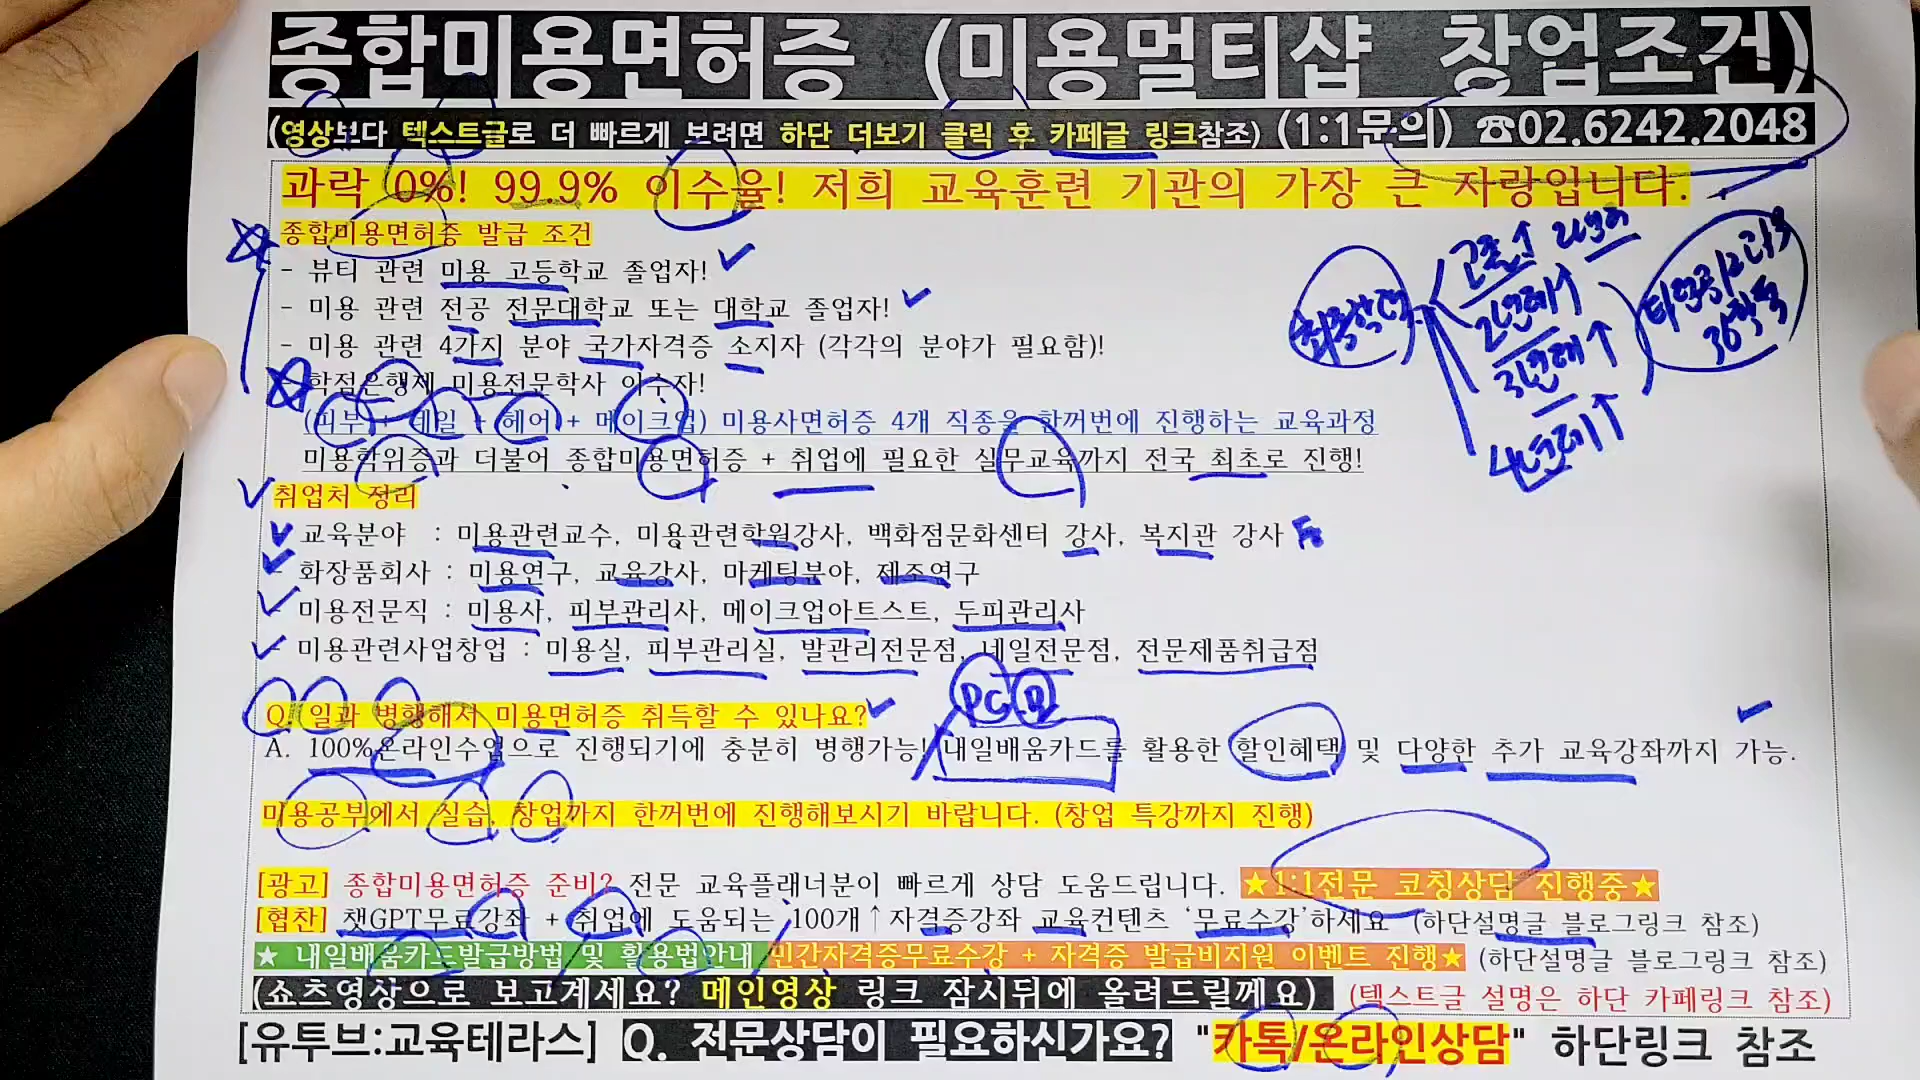 종합미용면허증 (미용멀티샵 창업조건)
(영상보다 텍스트글로 더 빠르게 보려면 하단 더보기 클릭 후 카페글 링크참조) (1:1문의) ☎02.6242.2048
과락 0%! 99.9% 이수율! 저희 교육훈련 기관의 가장 큰 자랑입니다.
종합미용면허증 발급 조건
- 뷰티 관련 미용 고등학교 졸업자!
- 미용 관련 전공 전문대학교 또는 대학교 졸업자!
- 미용 관련 4가지 분야 국가자격증 소지자 (각각의 분야가 필요함)!
- 학점은행제 미용전문학사 이수자!
(피부 + 네일 + 헤어 + 메이크업) 미용사면허증 4개 직종을 한꺼번에 진행하는 교육과정
미용학위증과 더불어 종합미용면허증 + 취업에 필요한 실무교육까지 전국 최초로 진행!
최종학력
고졸↑ 2년제
2년제↑
3년제↑
4년제↑
36학점
취업처 정리
- 교육분야 : 미용관련교수, 미용관련학원강사, 백화점문화센터 강사, 복지관 강사
- 화장품회사 : 미용연구, 교육강사, 마케팅분야, 제조연구
- 미용전문직 : 미용사, 피부관리사, 메이크업아트스트, 두피관리사
- 미용관련사업창업 : 미용실, 피부관리실, 발관리전문점, 네일전문점, 전문제품취급점
PC
Q. 일과 병행해서 미용면허증 취득할 수 있나요?
A. 100%온라인수업으로 진행되기에 충분히 병행가능! 내일배움카드를 활용한 할인혜택 및 다양한 추가 교육강좌까지 가능.
미용공부에서 실습, 창업까지 한꺼번에 진행해보시기 바랍니다. (창업 특강까지 진행)
[광고] 종합미용면허증 준비? 전문 교육플래너분이 빠르게 상담 도움드립니다. ★1:1전문 코칭상담 진행중★
[협찬] 챗GPT무료강좌 + 취업에 도움되는 100개↑자격증강좌 교육컨텐츠 '무료수강'하세요 (하단설명글 블로그링크 참조)
★ 내일배움카드발급방법 및 활용법안내 민간자격증무료수강 + 자격증 발급비지원 이벤트 진행★ (하단설명글 블로그링크 참조)
(쇼츠영상으로 보고계세요? 메인영상 링크 잠시뒤에 올려드릴께요) (텍스트글 설명은 하단 카페링크 참조)
[유투브:교육테라스] Q. 전문상담이 필요하신가요? "카톡/온라인상담" 하단링크 참조